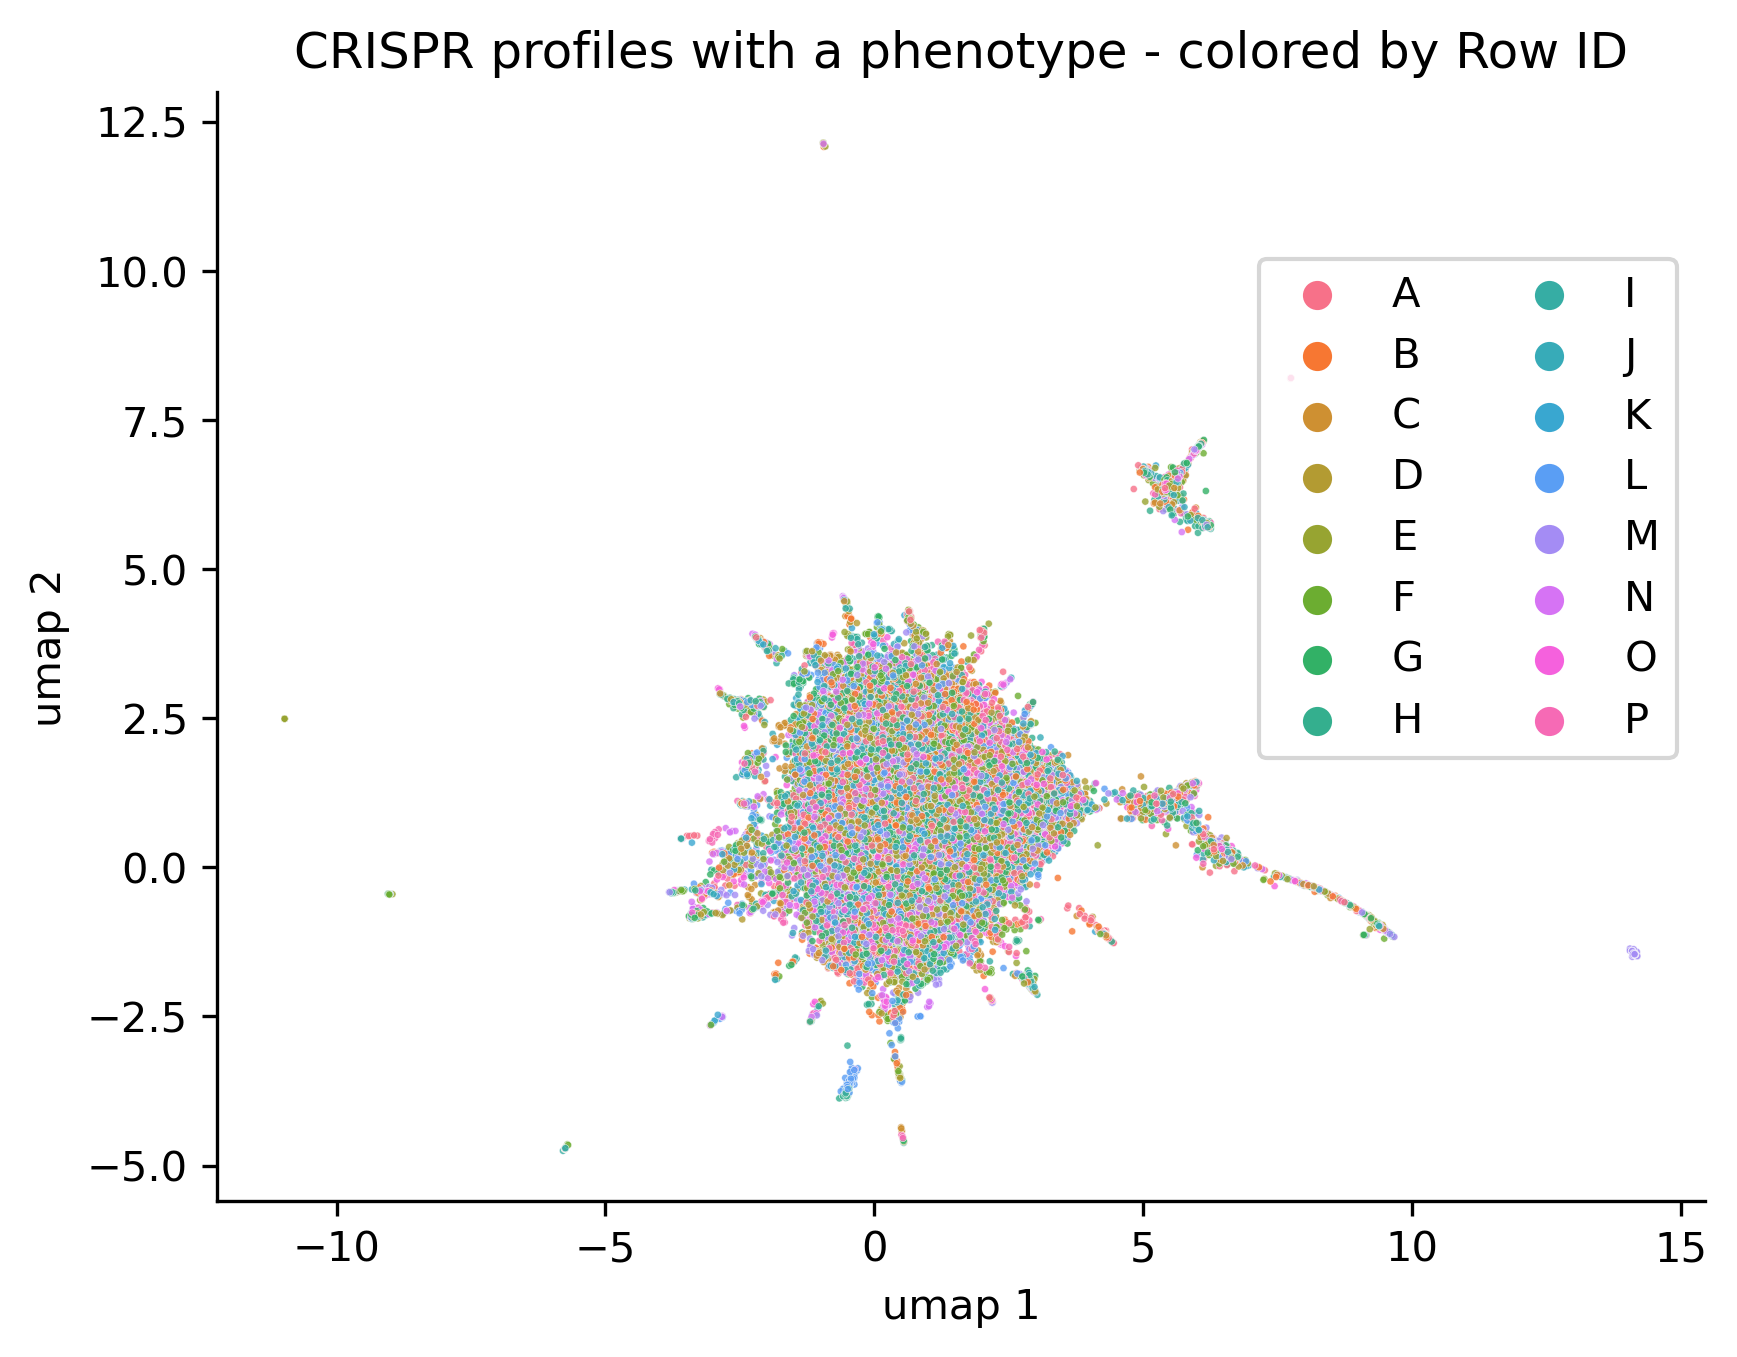 CRISPR profiles with a phenotype - colored by Row ID
12.5
10.0
7.5
5.0
2.5
0.0
−2.5
−5.0
umap 2
A
B
C
D
E
F
G
H
I
J
K
L
M
N
O
P
−10
−5
0
5
10
15
umap 1